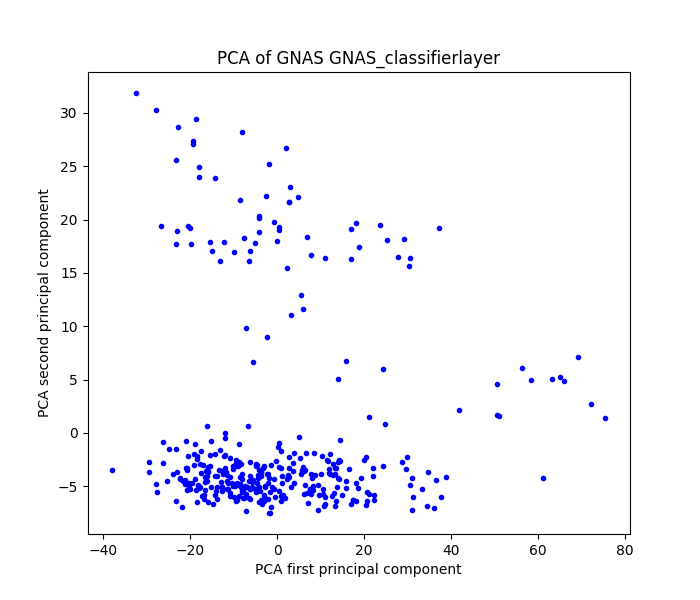 PCA of GNAS GNAS_classifierlayer
PCA second principal component
30
25
20
15
10
5
0
−5
−40 −20 0 20 40 60 80
PCA first principal component